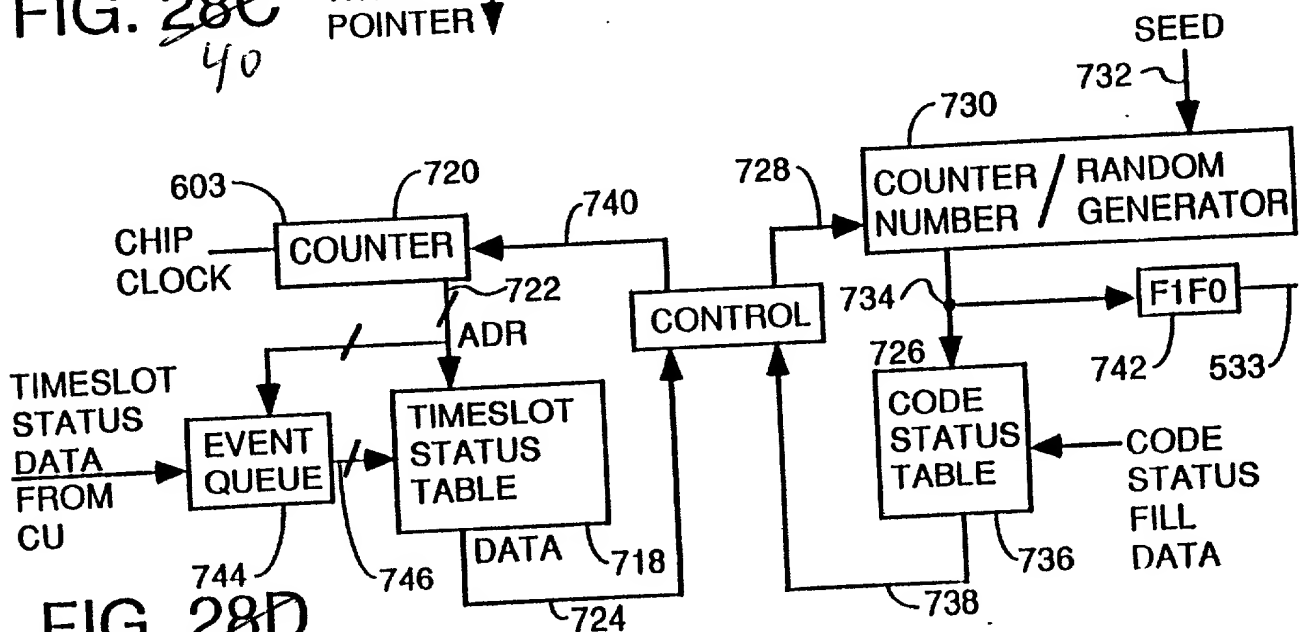 FIG. 28C
POINTER
40
SEED
732
730
COUNTER / RANDOM
NUMBER GENERATOR
728
603
720
740
CHIP
CLOCK
COUNTER
722
ADR
CONTROL
734
F1F0
742
533
726
CODE
STATUS
TABLE
736
CODE
STATUS
FILL
DATA
738
TIMESLOT
STATUS
DATA
FROM
CU
EVENT
QUEUE
744
746
TIMESLOT
STATUS
TABLE
718
DATA
724
FIG. 28D